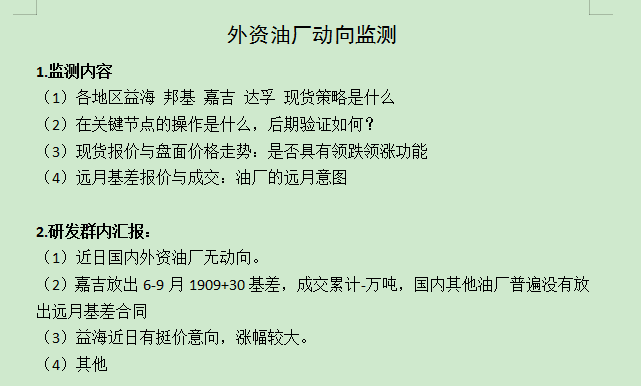 外资油厂动向监测
1.监测内容
（1）各地区益海 邦基 嘉吉 达孚 现货策略是什么
（2）在关键节点的操作是什么，后期验证如何？
（3）现货报价与盘面价格走势：是否具有领跌领涨功能
（4）远月基差报价与成交：油厂的远月意图
2.研发群内汇报：
（1）近日国内外资油厂无动向。
（2）嘉吉放出 6-9 月 1909+30 基差，成交累计-万吨，国内其他油厂普遍没有放
出远月基差合同
（3）益海近日有挺价意向，涨幅较大。
（4）其他